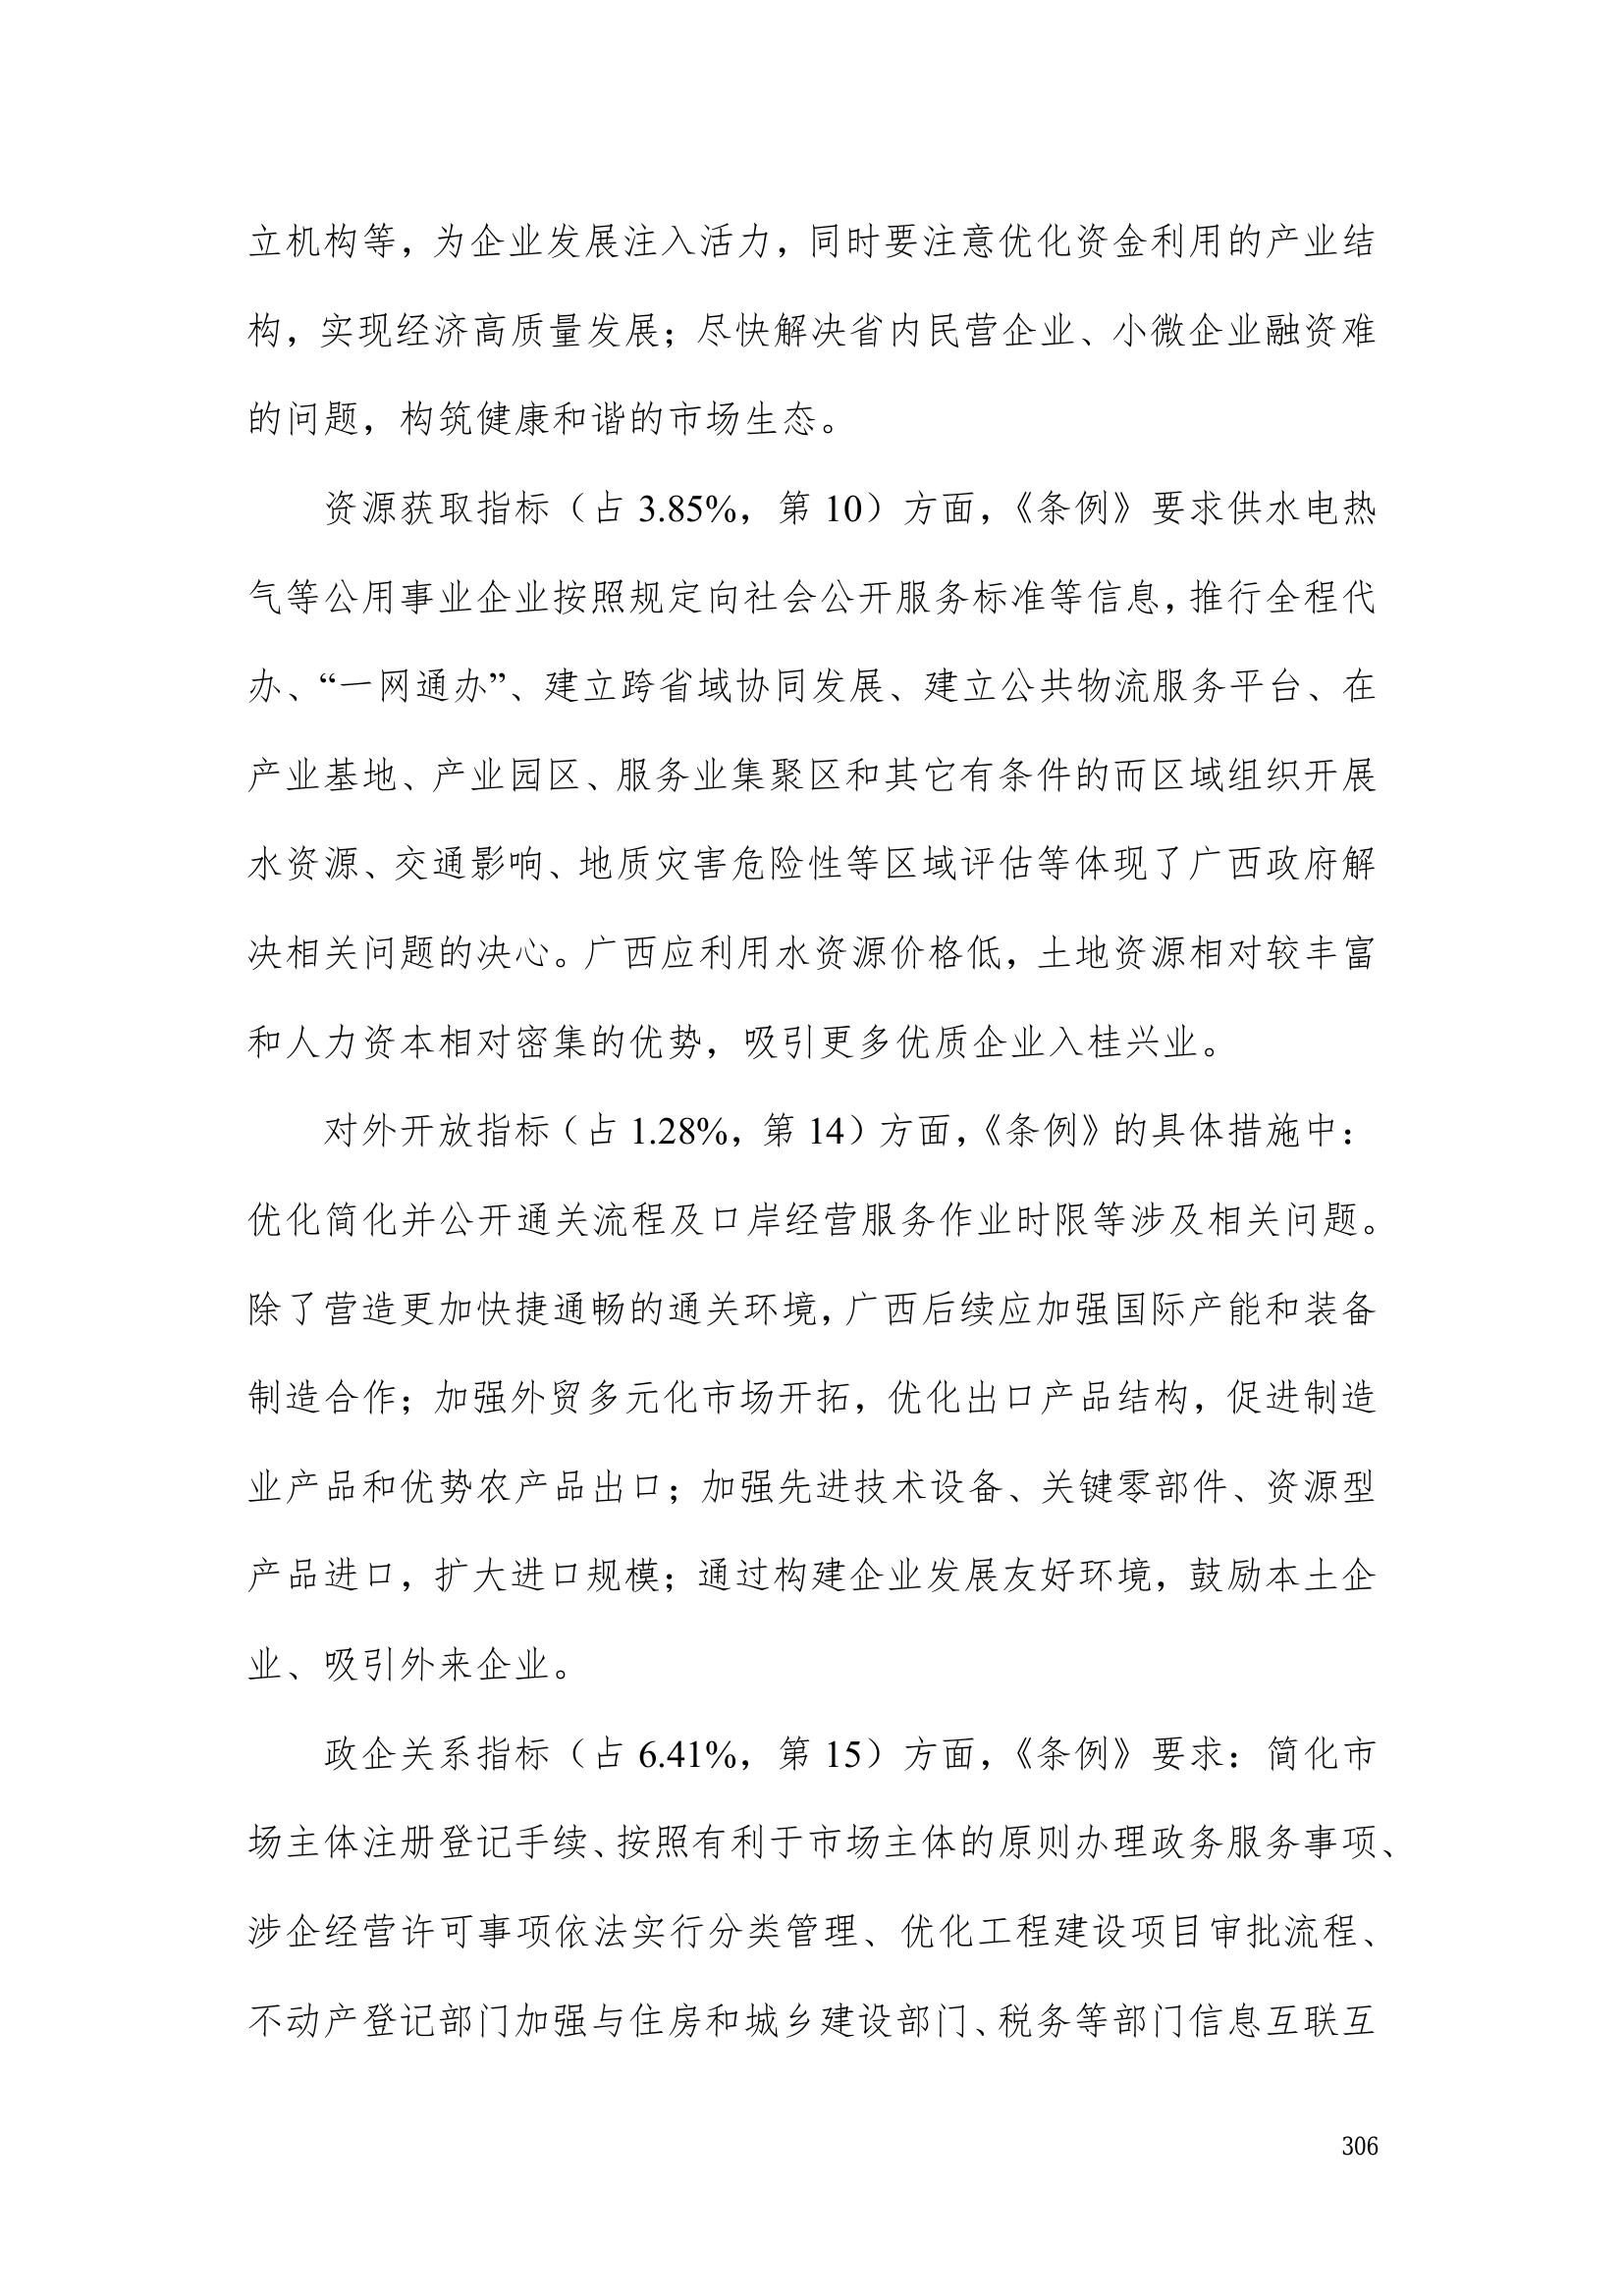 立机构等，为企业发展注入活力，同时要注意优化资金利用的产业结
构，实现经济高质量发展；尽快解决省内民营企业、小微企业融资难
的问题，构筑健康和谐的市场生态。
资源获取指标（占 3.85%，第 10）方面，《条例》要求供水电热
气等公用事业企业按照规定向社会公开服务标准等信息，推行全程代
办、“一网通办”、建立跨省域协同发展、建立公共物流服务平台、在
产业基地、产业园区、服务业集聚区和其它有条件的而区域组织开展
水资源、交通影响、地质灾害危险性等区域评估等体现了广西政府解
决相关问题的决心。广西应利用水资源价格低，土地资源相对较丰富
和人力资本相对密集的优势，吸引更多优质企业入桂兴业。
对外开放指标（占 1.28%，第 14）方面，《条例》的具体措施中：
优化简化并公开通关流程及口岸经营服务作业时限等涉及相关问题。
除了营造更加快捷通畅的通关环境，广西后续应加强国际产能和装备
制造合作；加强外贸多元化市场开拓，优化出口产品结构，促进制造
业产品和优势农产品出口；加强先进技术设备、关键零部件、资源型
产品进口，扩大进口规模；通过构建企业发展友好环境，鼓励本土企
业、吸引外来企业。
政企关系指标（占 6.41%，第 15）方面，《条例》要求：简化市
场主体注册登记手续、按照有利于市场主体的原则办理政务服务事项、
涉企经营许可事项依法实行分类管理、优化工程建设项目审批流程、
不动产登记部门加强与住房和城乡建设部门、税务等部门信息互联互
306